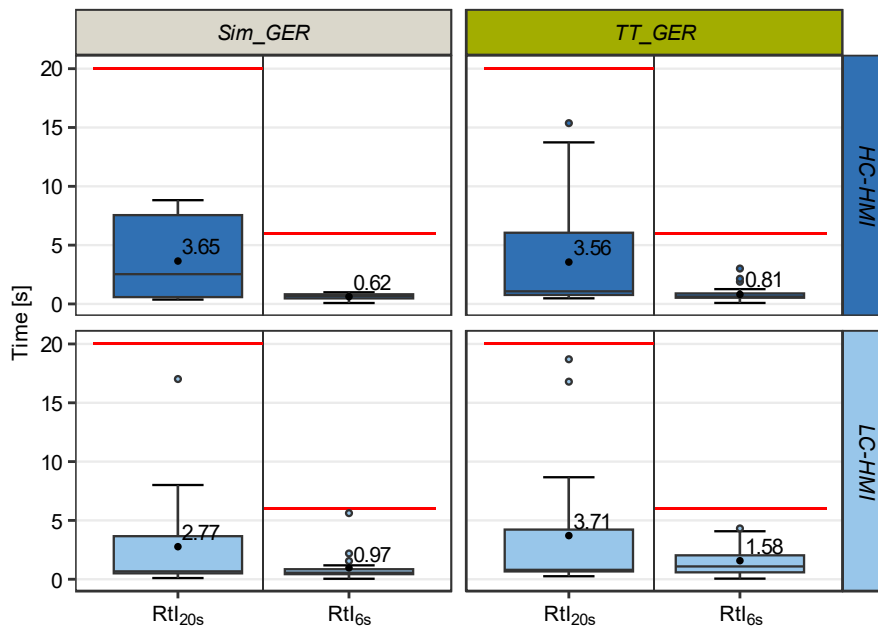 Sim_GER
TT_GER
Time [s]
HC-HMI
20
15
10
5
0
3.65
0.62
3.56
0.81
LC-HMI
20
15
10
5
0
2.77
0.97
3.71
1.58
RtI20s
RtI6s
RtI20s
RtI6s